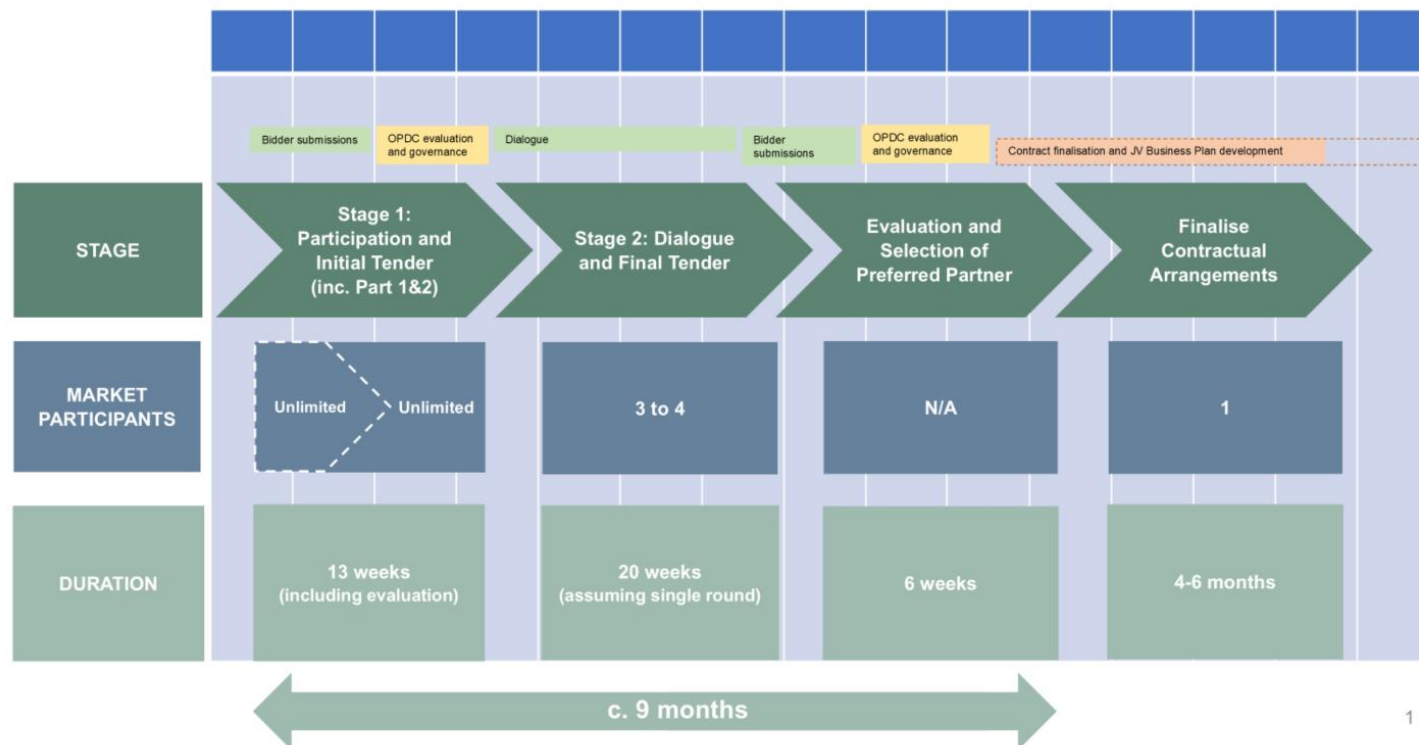 Bidder submissions
OPDC evaluation
and governance
Dialogue
Bidder
submissions
OPDC evaluation
and governance
Contract finalisation and JV Business Plan development
STAGE
Stage 1:
Participation and
Initial Tender
(inc. Part 1&2)
Stage 2: Dialogue
and Final Tender
Evaluation and
Selection of
Preferred Partner
Finalise
Contractual
Arrangements
MARKET
PARTICIPANTS
Unlimited
Unlimited
3 to 4
N/A
1
DURATION
13 weeks
(including evaluation)
20 weeks
(assuming single round)
6 weeks
4-6 months
c. 9 months
1